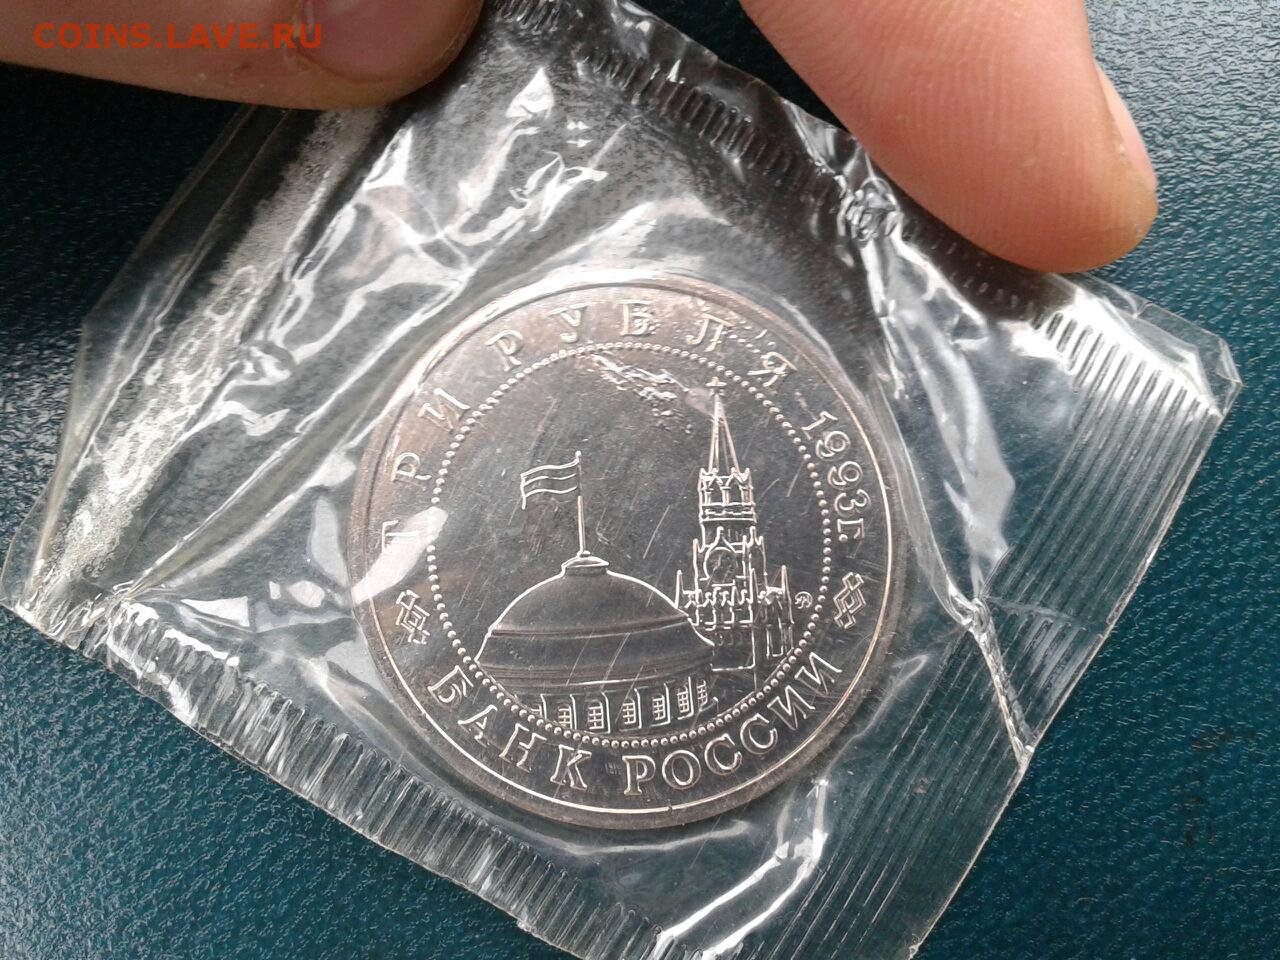 COINS.LAVE.RU
ТРИ РУБЛЯ 1993г.
БАНК РОССИИ